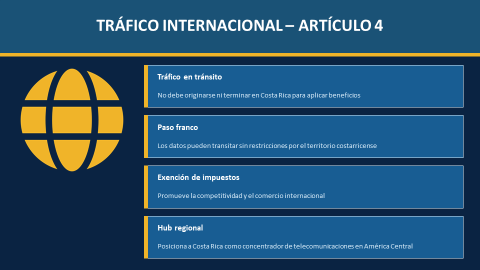 TRÁFICO INTERNACIONAL – ARTÍCULO 4
Tráfico en tránsito
No debe originarse ni terminar en Costa Rica para aplicar beneficios
Paso franco
Los datos pueden transitar sin restricciones por el territorio costarricense
Exención de impuestos
Promueve la competitividad y el comercio internacional
Hub regional
Posiciona a Costa Rica como concentrador de telecomunicaciones en América Central